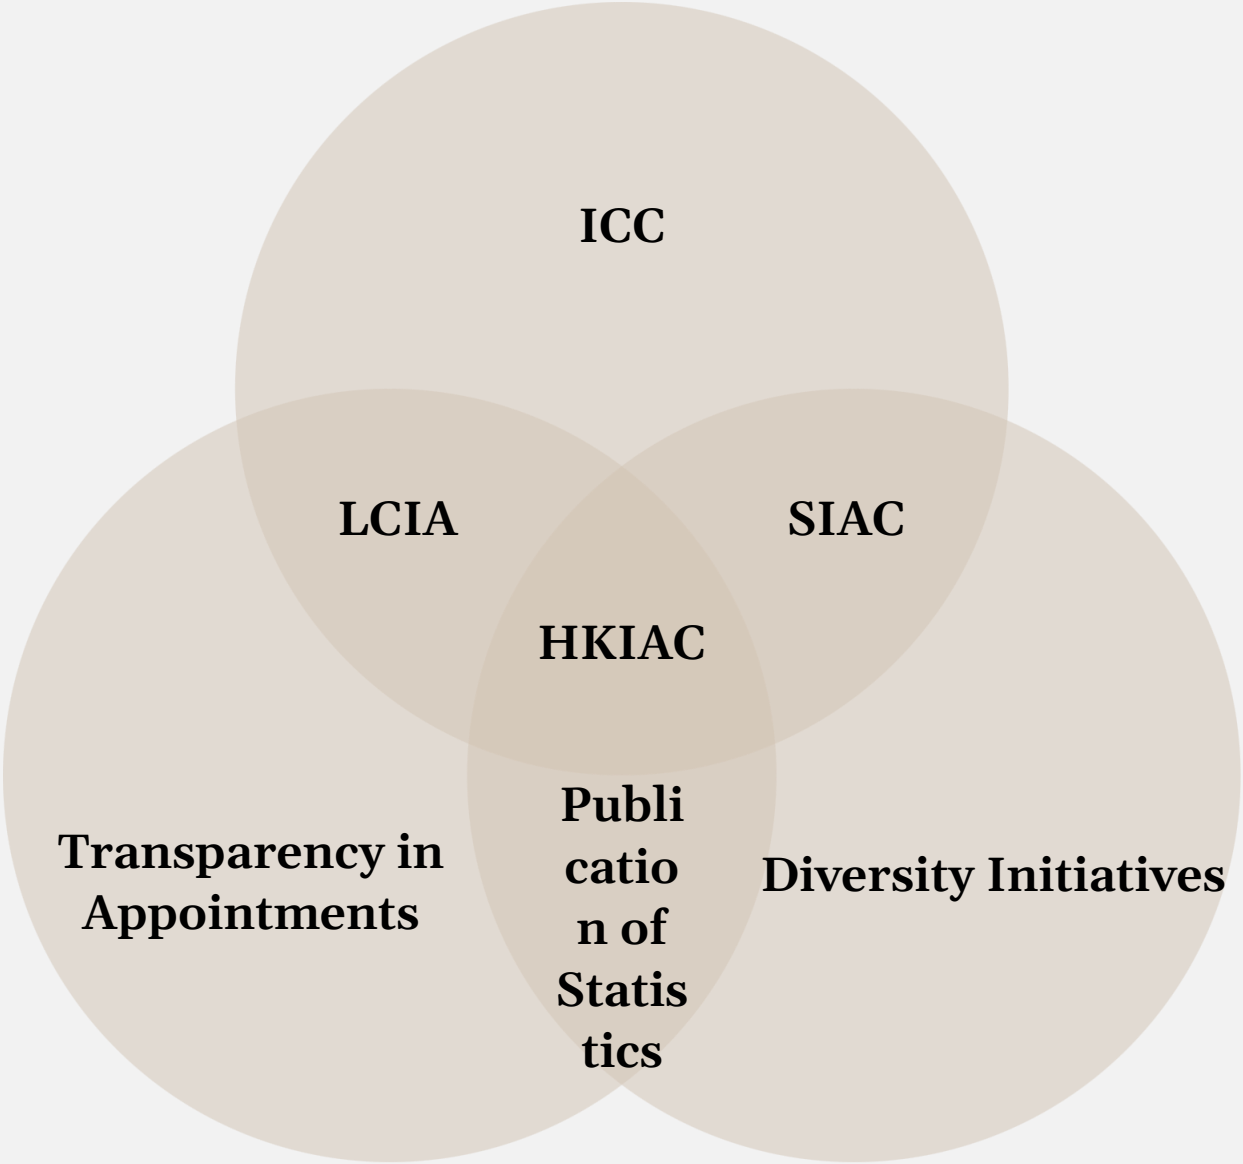 ICC
LCIA
SIAC
HKIAC
Transparency in
Appointments
Publi
catio
n of
Statis
tics
Diversity Initiatives